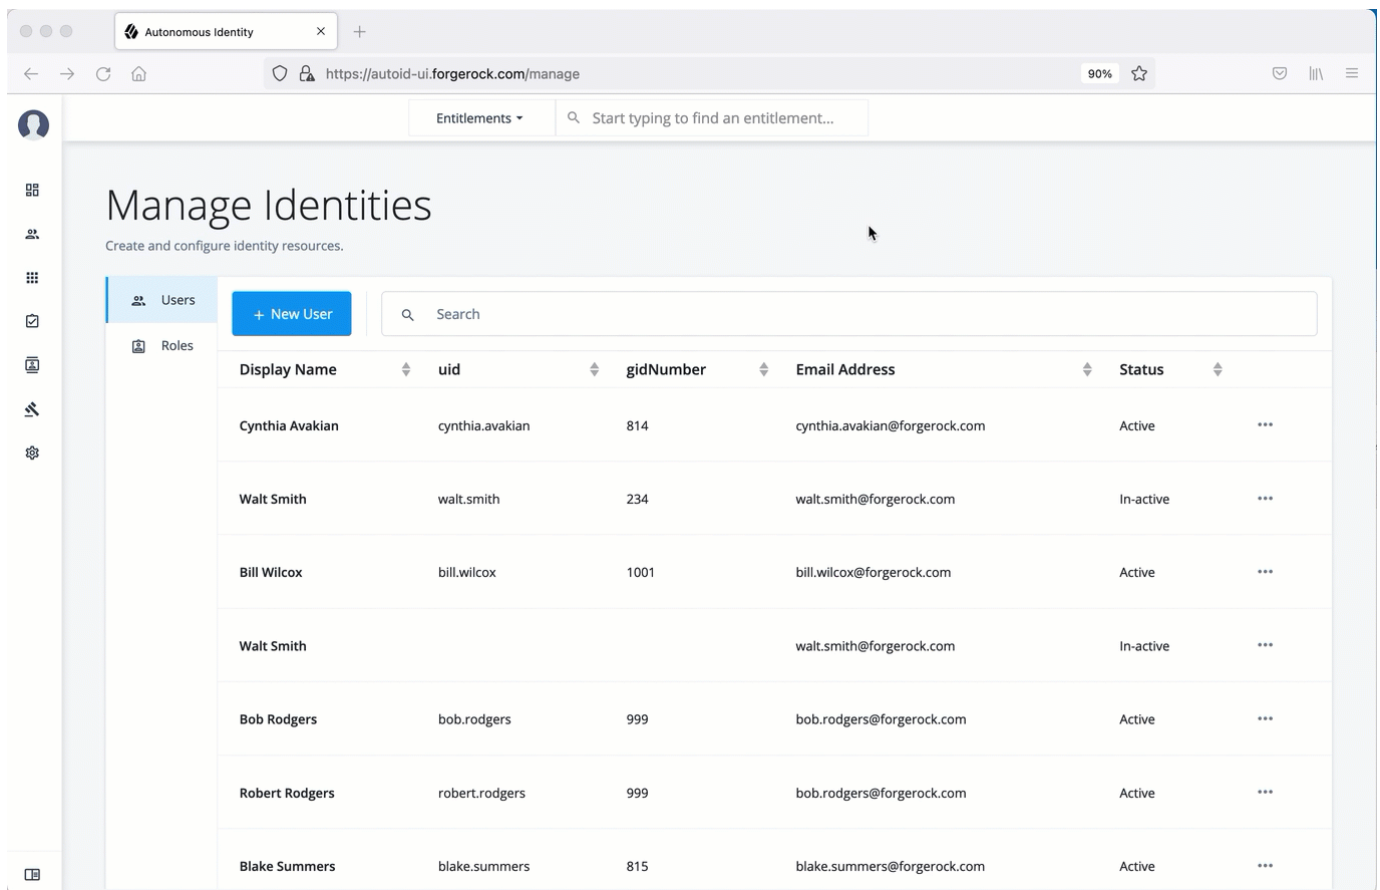 Autonomous Identity
https://autoid-ui.forgerock.com/manage
90%
Entitlements
Start typing to find an entitlement...
Manage Identities
Create and configure identity resources.
Users
Roles
+ New User
Search
Display Name uid gidNumber Email Address Status
Cynthia Avakian cynthia.avakian 814 cynthia.avakian@forgerock.com Active
Walt Smith walt.smith 234 walt.smith@forgerock.com In-active
Bill Wilcox bill.wilcox 1001 bill.wilcox@forgerock.com Active
Walt Smith walt.smith@forgerock.com In-active
Bob Rodgers bob.rodgers 999 bob.rodgers@forgerock.com Active
Robert Rodgers robert.rodgers 999 bob.rodgers@forgerock.com Active
Blake Summers blake.summers 815 blake.summers@forgerock.com Active